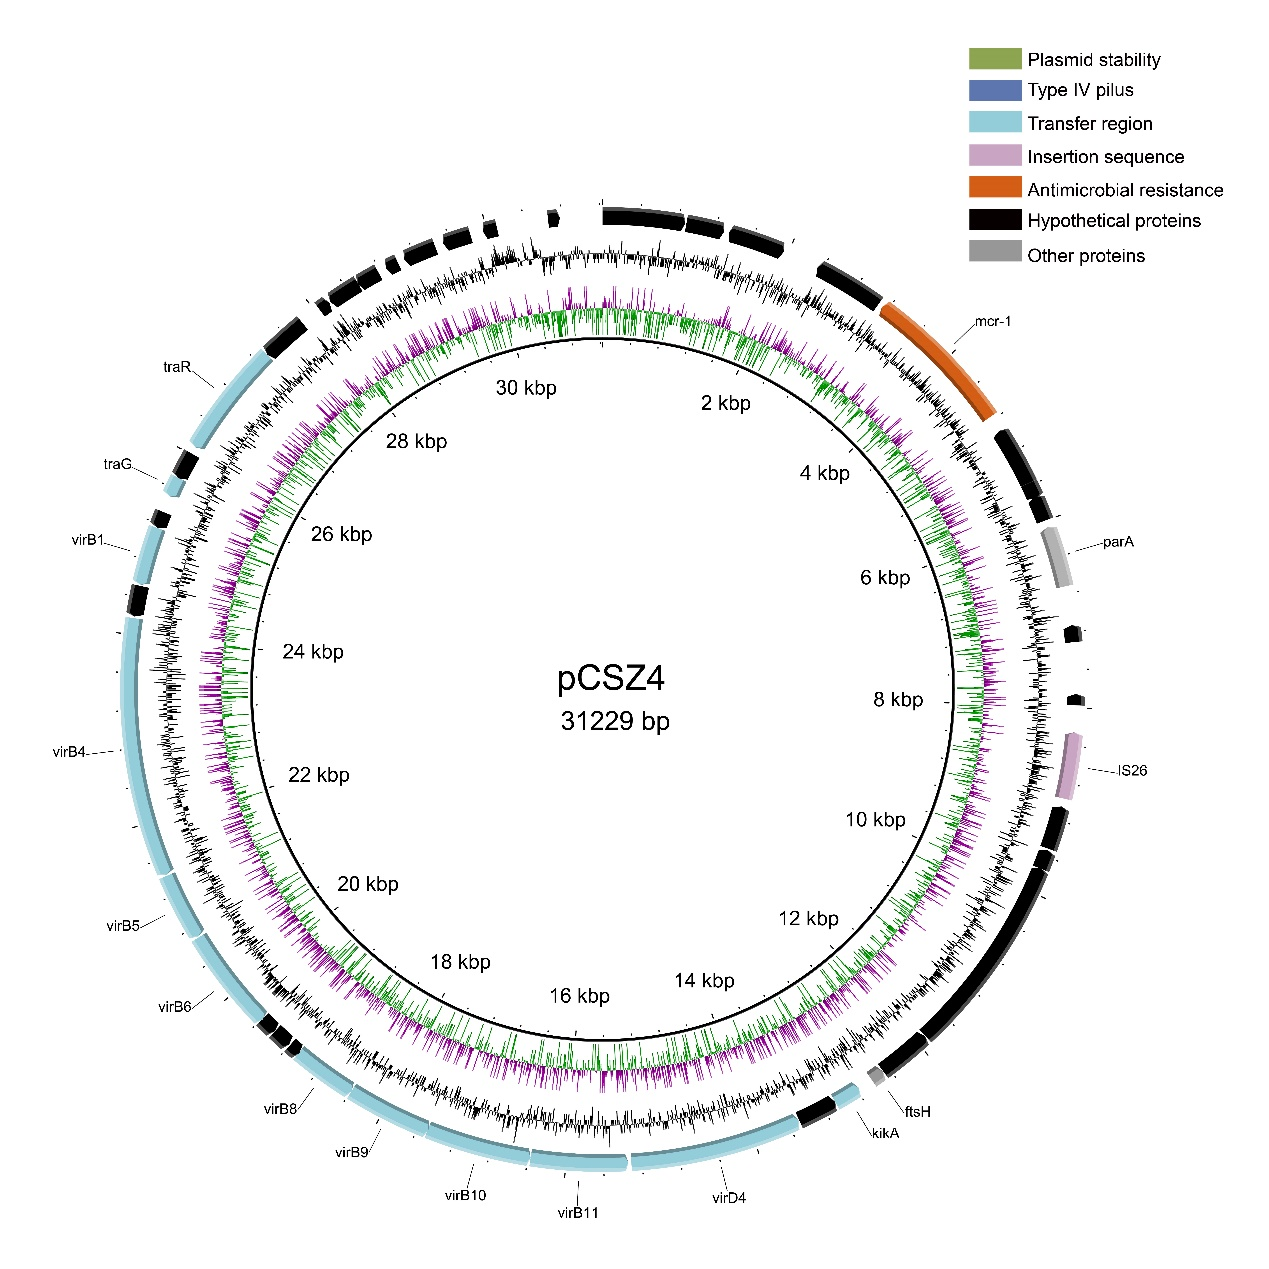 Plasmid stability
Type IV pilus
Transfer region
Insertion sequence
Antimicrobial resistance
Hypothetical proteins
Other proteins
mcr-1
traR
30 kbp
2 kbp
28 kbp
4 kbp
traG
26 kbp
virB1
parA
6 kbp
24 kbp
pCSZ4
8 kbp
31229 bp
virB4
22 kbp
IS26
10 kbp
20 kbp
virB5
12 kbp
18 kbp
14 kbp
16 kbp
virB6
virB8
ftsH
kikA
virB9
virB10
virD4
virB11